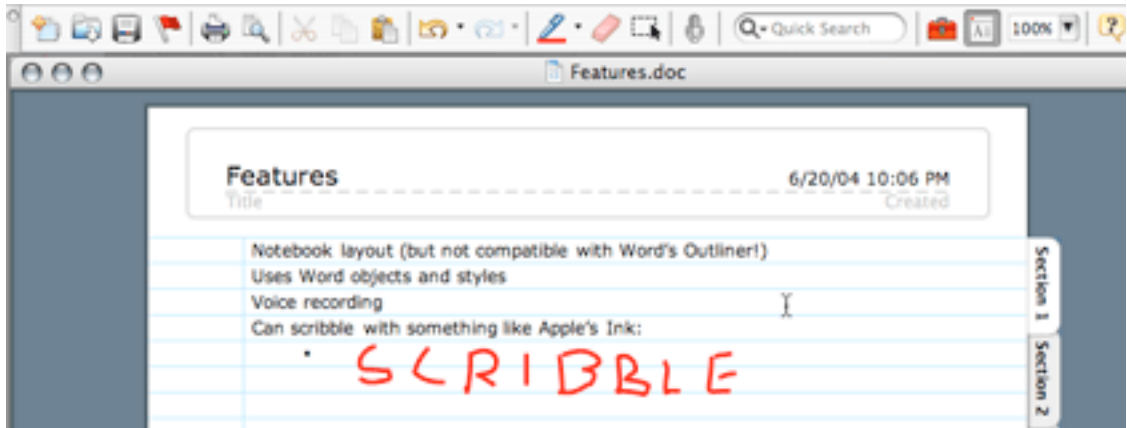 Quick Search
100%
Features.doc
Features
6/20/04 10:06 PM
Title
Created
Notebook layout (but not compatible with Word's Outliner!)
Uses Word objects and styles
Voice recording
Can scribble with something like Apple's Ink:
• SCRIBBLE
Section 1
Section 2